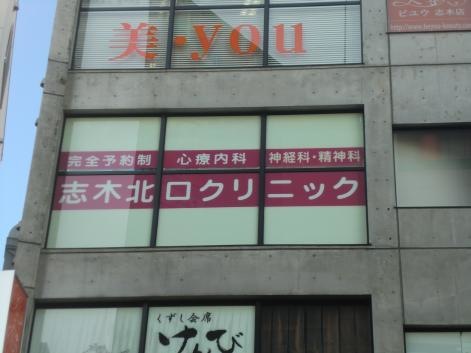 美・you
ビユウ 志木店
完全予約制 心療内科 神経科・精神科
志木北口クリニック
くずし会席
けんび